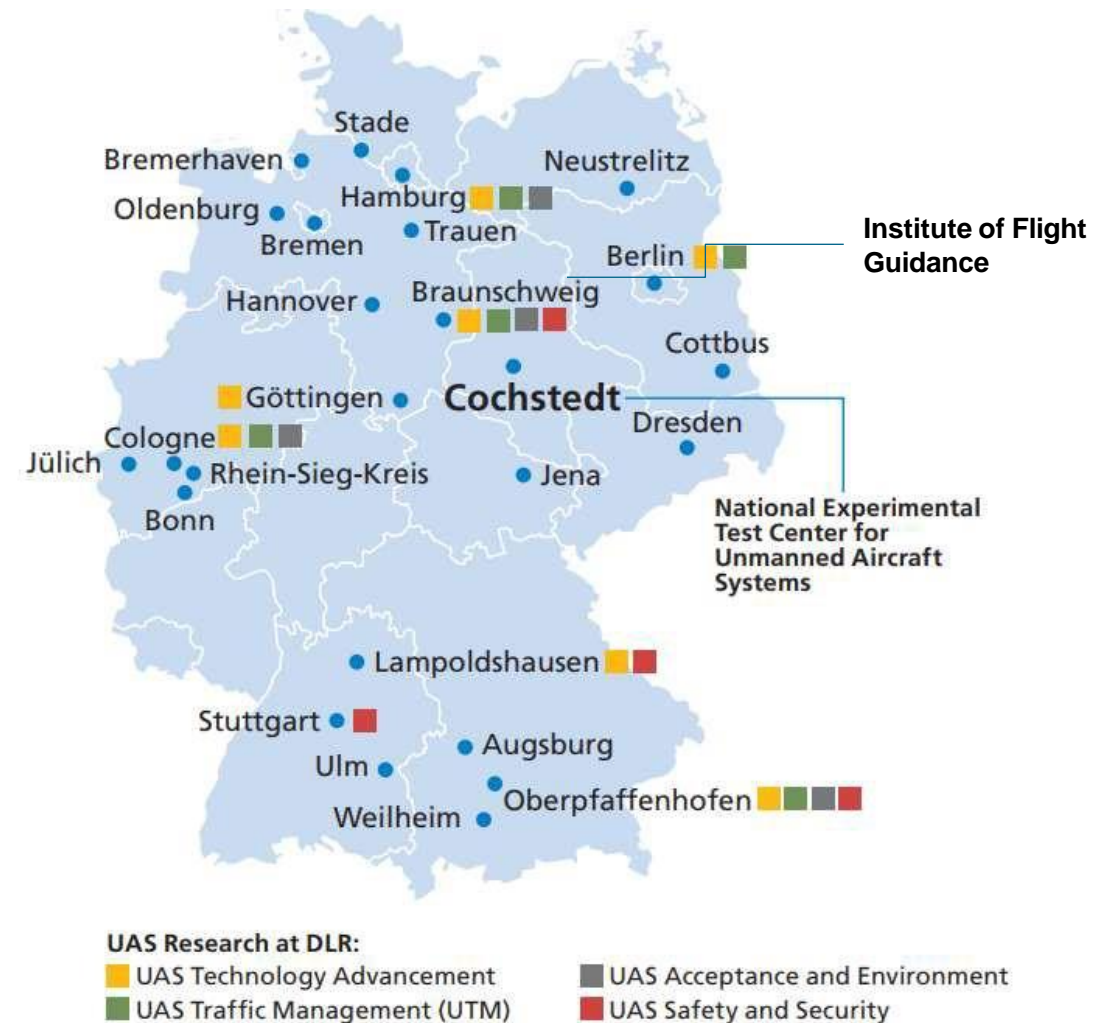 Stade
Bremerhaven
Neustrelitz
Hamburg
Oldenburg
Trauen
Bremen
Institute of Flight
Guidance
Berlin
Braunschweig
Hannover
Cottbus
Göttingen
Cochstedt
Dresden
Cologne
Jülich
Rhein-Sieg-Kreis
Jena
Bonn
National Experimental
Test Center for
Unmanned Aircraft
Systems
Lampoldshausen
Stuttgart
Augsburg
Ulm
Oberpfaffenhofen
Weilheim
UAS Research at DLR:
UAS Technology Advancement
UAS Acceptance and Environment
UAS Traffic Management (UTM)
UAS Safety and Security